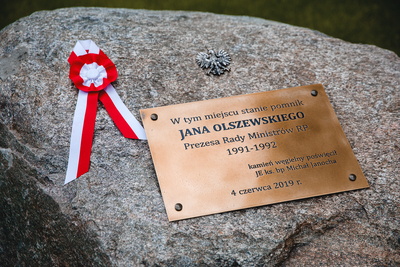 W tym miejscu stanie pomnik
JANA OLSZEWSKIEGO
Prezesa Rady Ministrów RP
1991-1992
kamień węgielny poświęcił
JE ks. bp Michał Janocha
4 czerwca 2019 r.